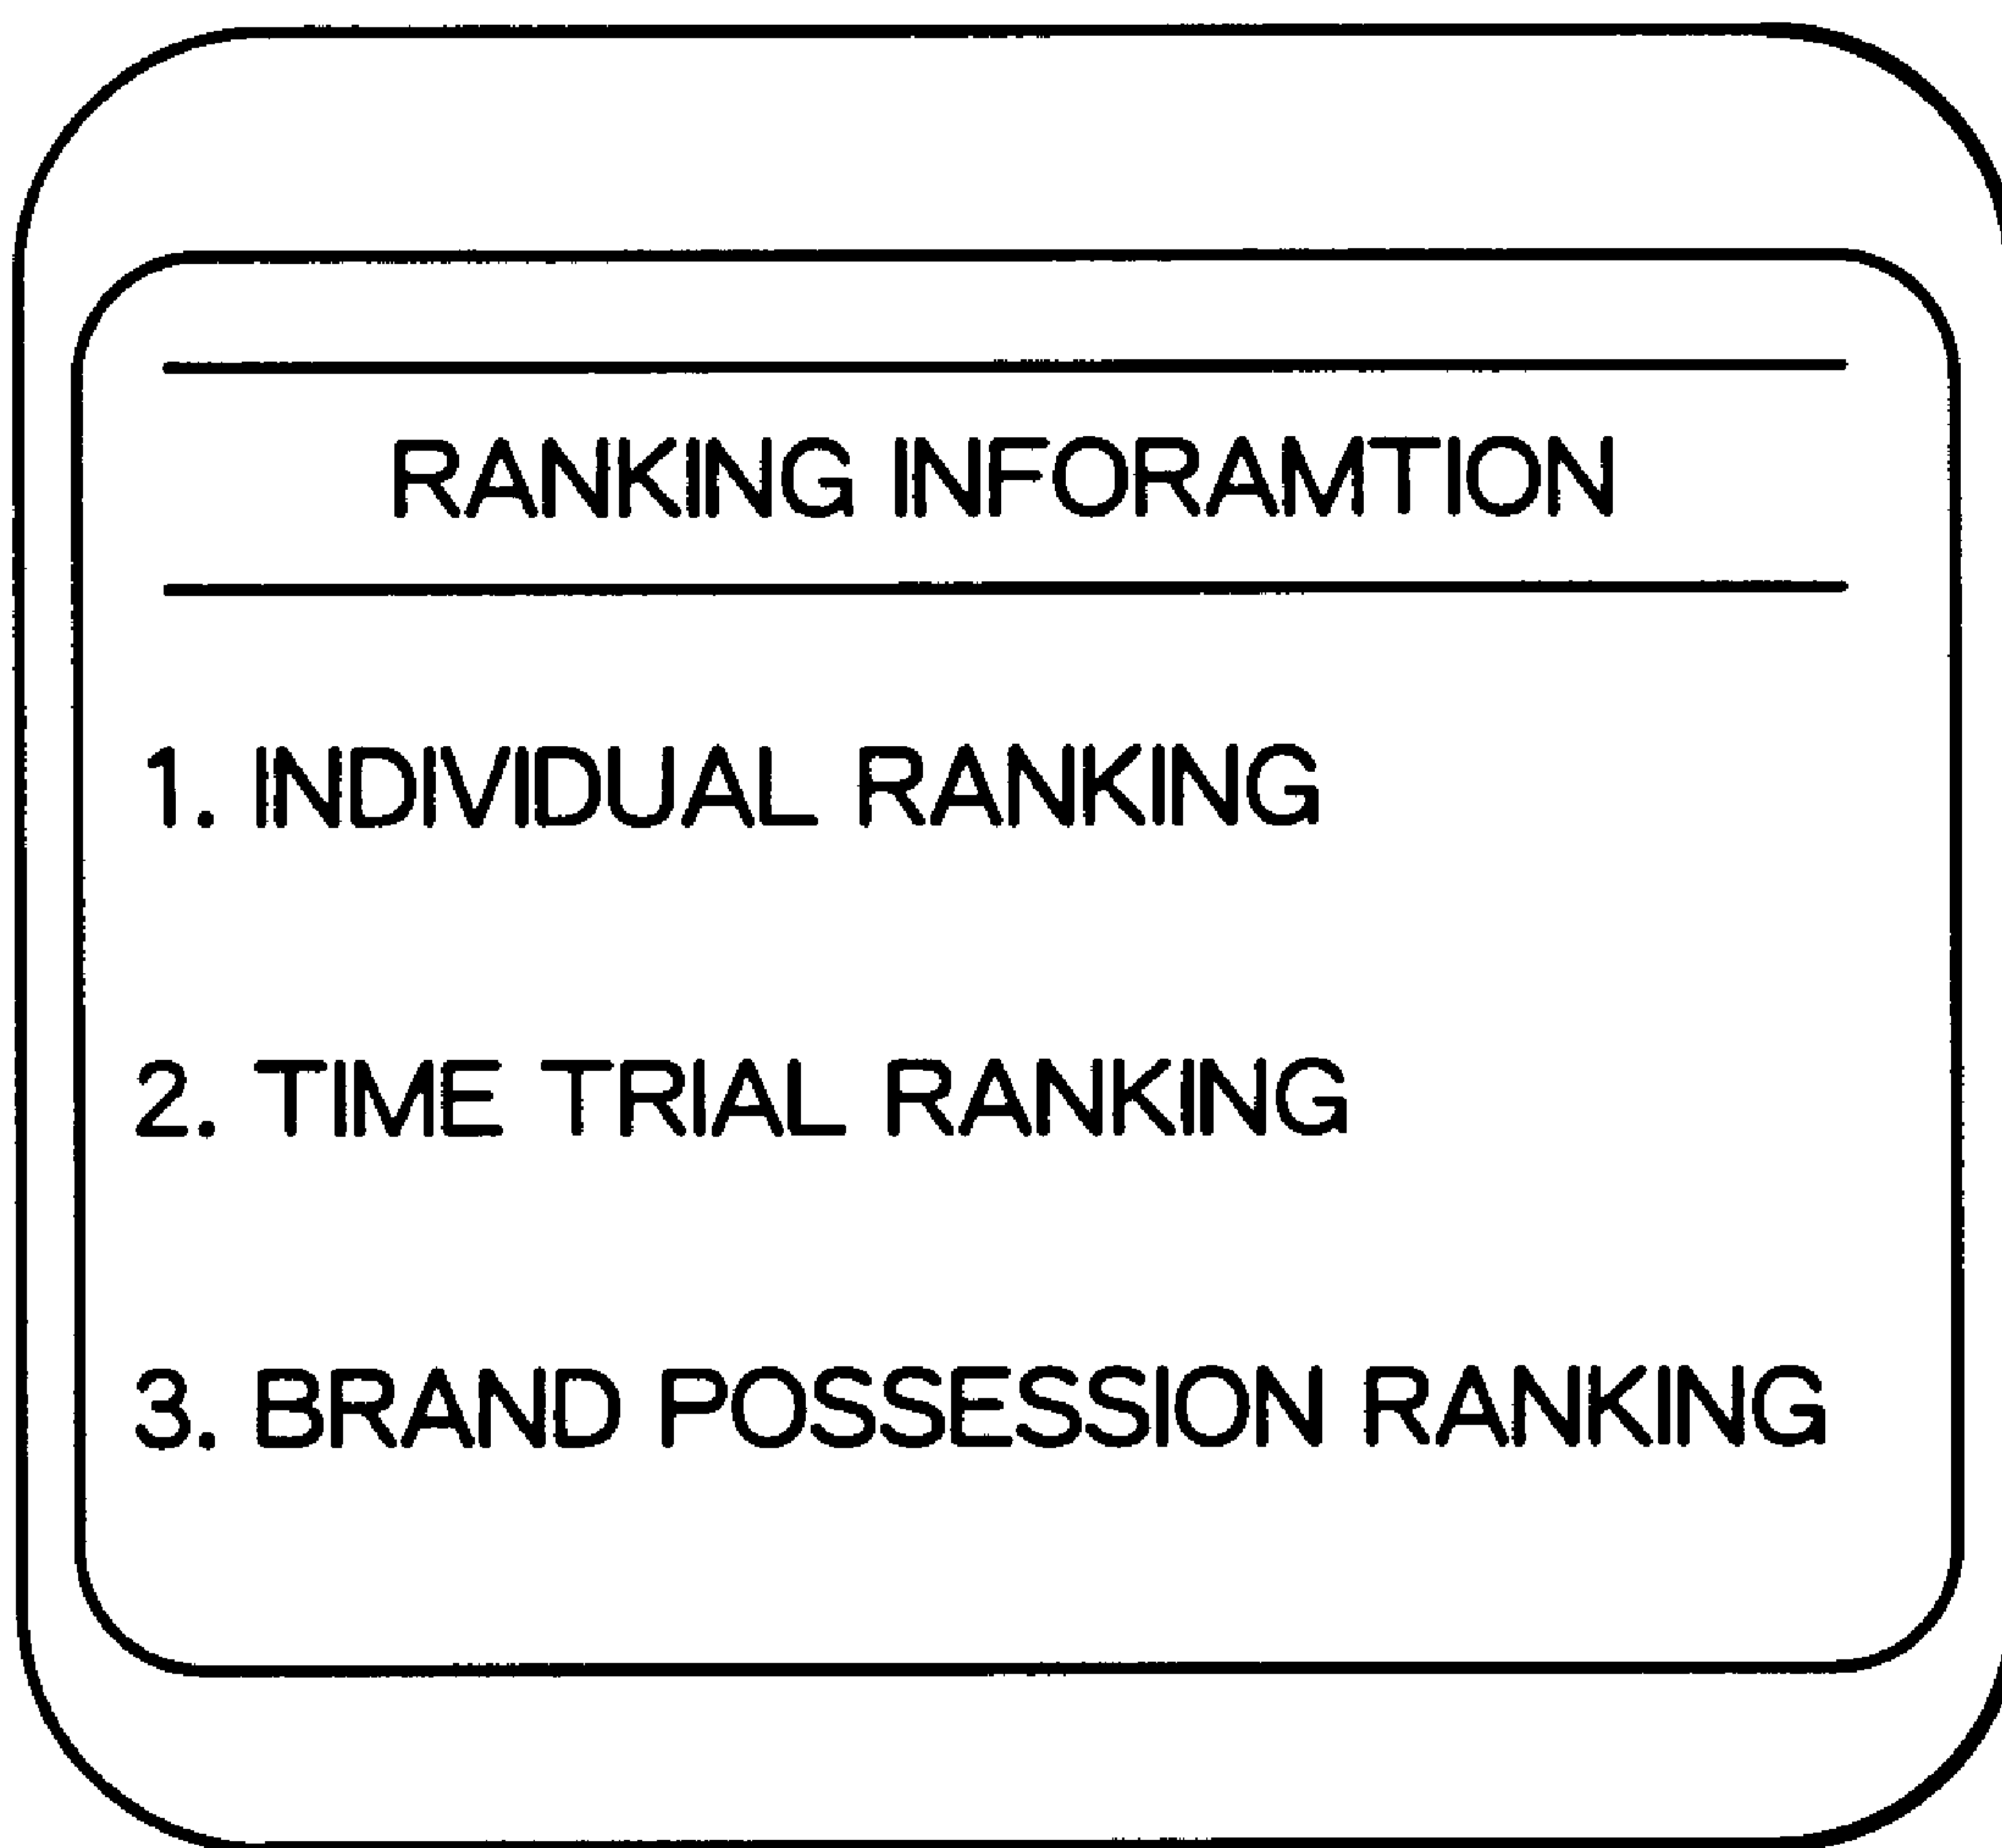 RANKING INFORAMTION
1. INDIVIDUAL RANKING
2. TIME TRIAL RANKING
3. BRAND POSSESSION RANKING